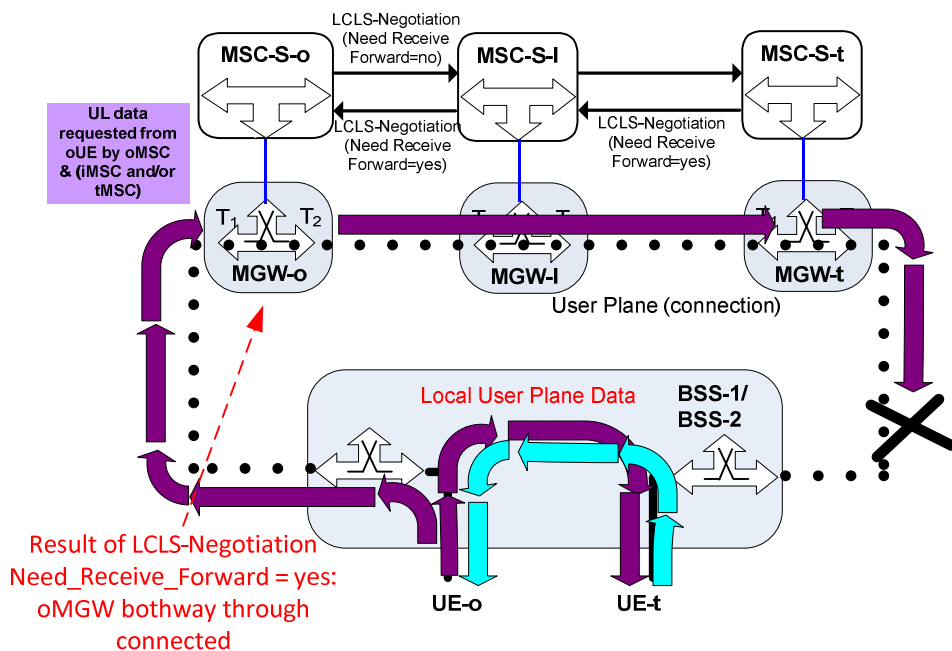 LCLS-Negotiation
(Need Receive
Forward=no)
MSC-S-o
MSC-S-I
MSC-S-t
UL data
requested from
oUE by oMSC
& (iMSC and/or
tMSC)
LCLS-Negotiation
(Need Receive
Forward=yes)
LCLS-Negotiation
(Need Receive
Forward=yes)
T1
T2
T
T
T
MGW-o
MGW-I
MGW-t
User Plane (connection)
Local User Plane Data
BSS-1/
BSS-2
Result of LCLS-Negotiation
Need_Receive_Forward = yes:
oMGW bothway through
connected
UE-o
UE-t